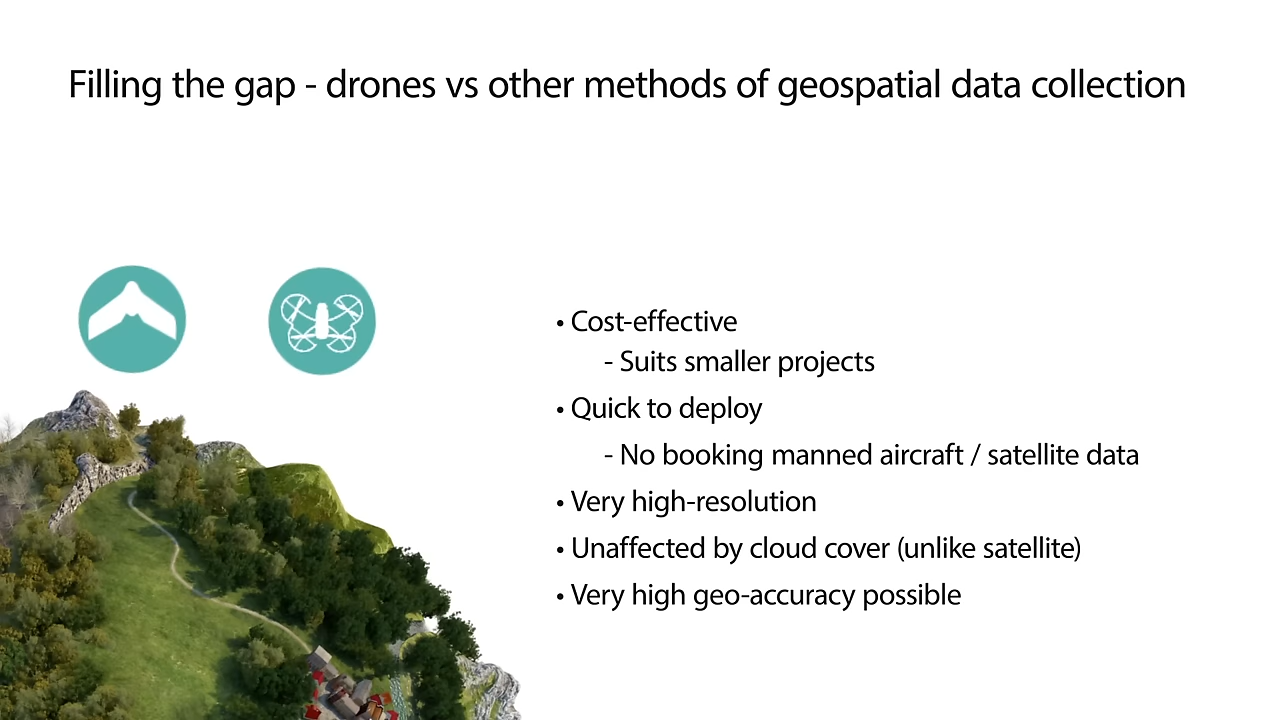 Filling the gap - drones vs other methods of geospatial data collection
• Cost-effective
- Suits smaller projects
• Quick to deploy
- No booking manned aircraft / satellite data
• Very high-resolution
• Unaffected by cloud cover (unlike satellite)
• Very high geo-accuracy possible